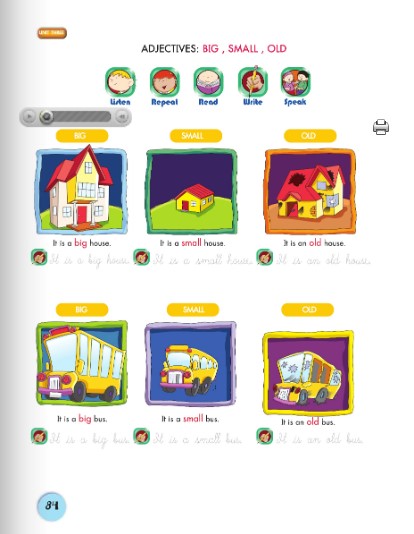 UNIT THREE
ADJECTIVES: BIG , SMALL , OLD
Listen Repeat Read Write Speak
BIG SMALL OLD
It is a big house. It is a small house. It is an old house.
It is a big house. It is a small house. It is an old house.
BIG SMALL OLD
It is a big bus. It is a small bus. It is an old bus.
It is a big bus. It is a small bus. It is an old bus.
34